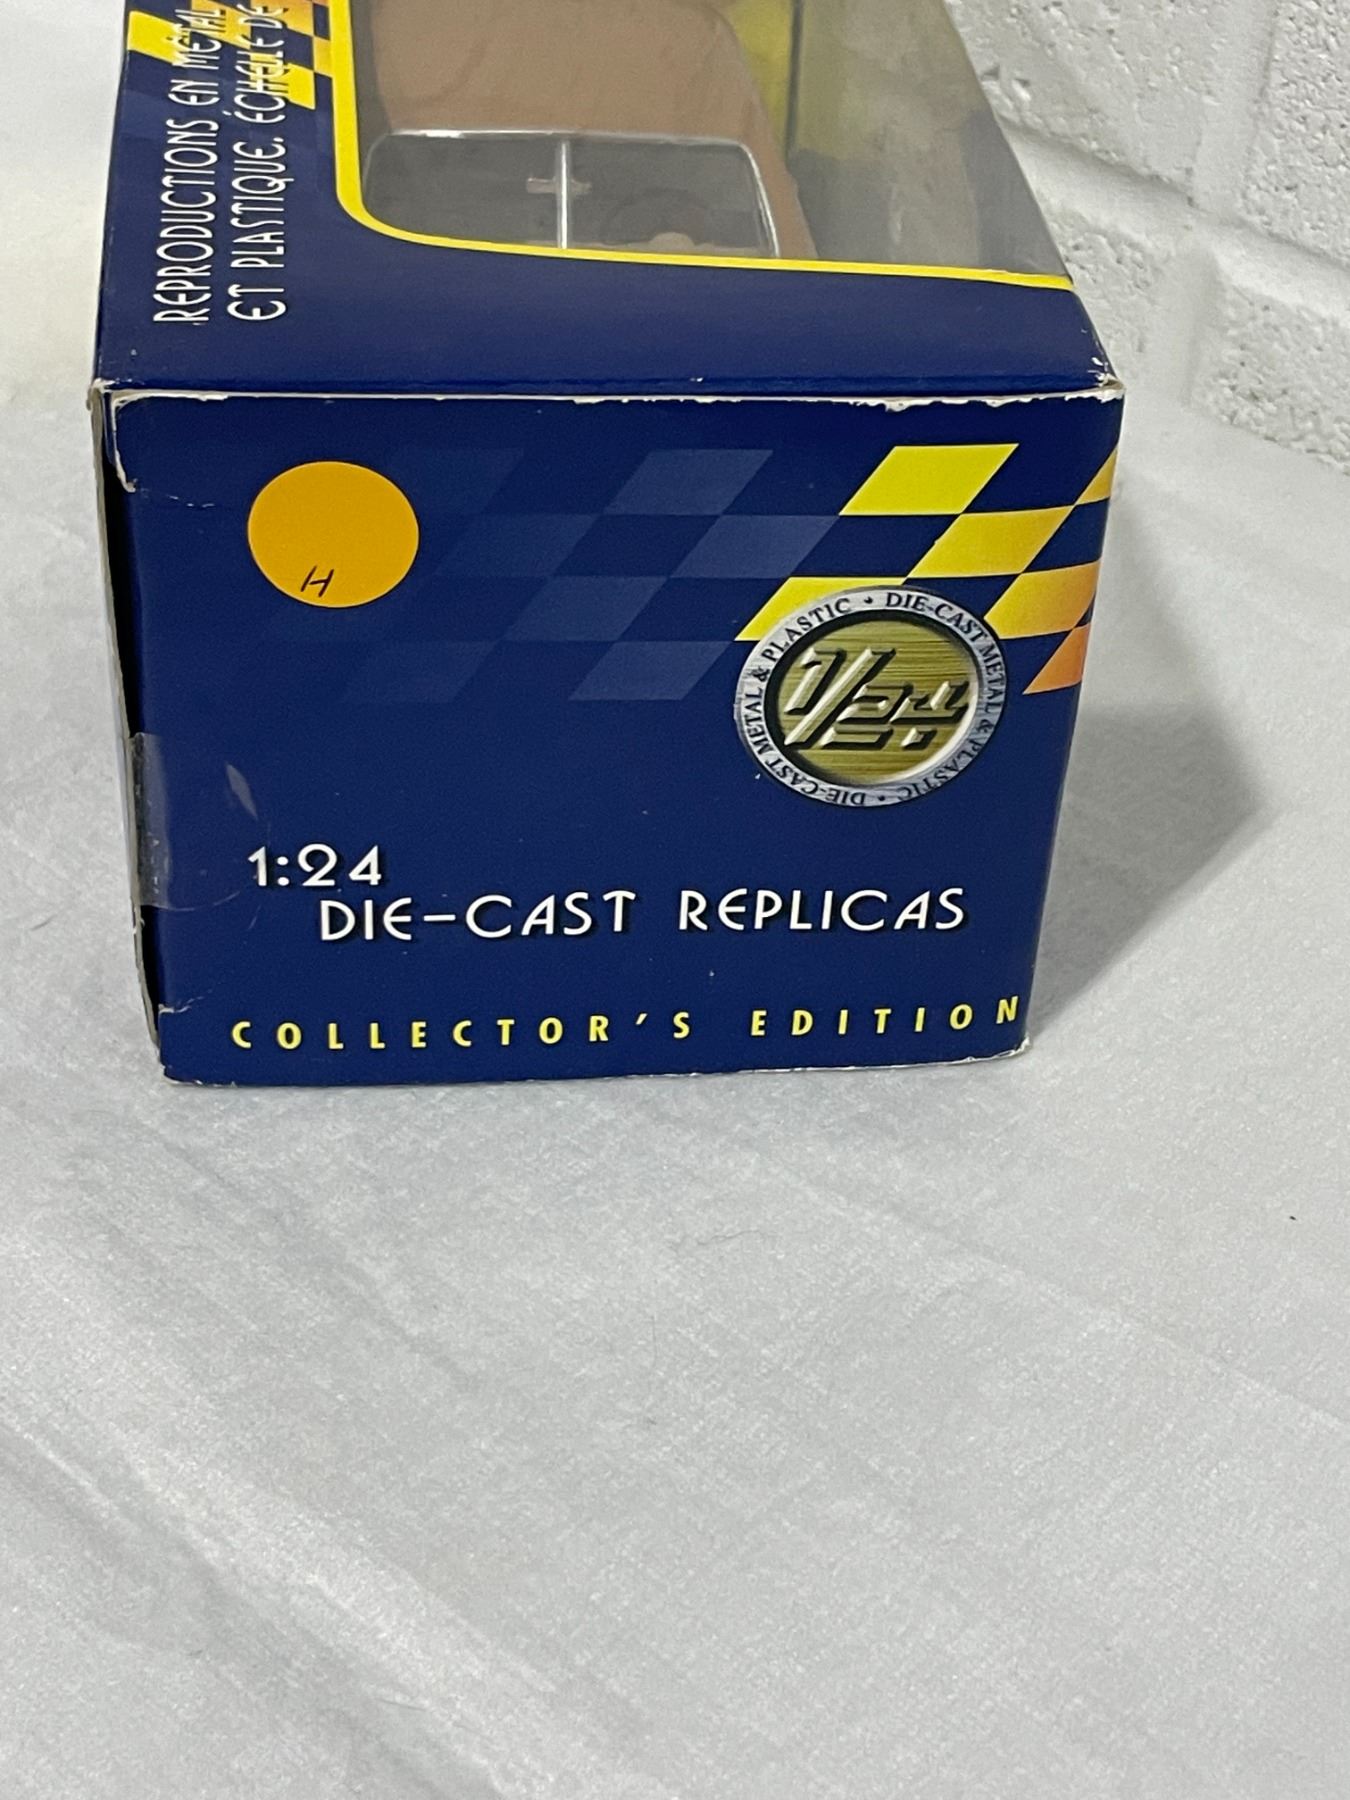 REPRODUCTIONS EN MÉTAL
ET PLASTIQUE, ÉCHELLE DE
H
DIE-CAST METAL & PLASTIC • DIE-CAST METAL & PLASTIC •
1/24
1:24
DIE-CAST REPLICAS
COLLECTOR'S EDITION